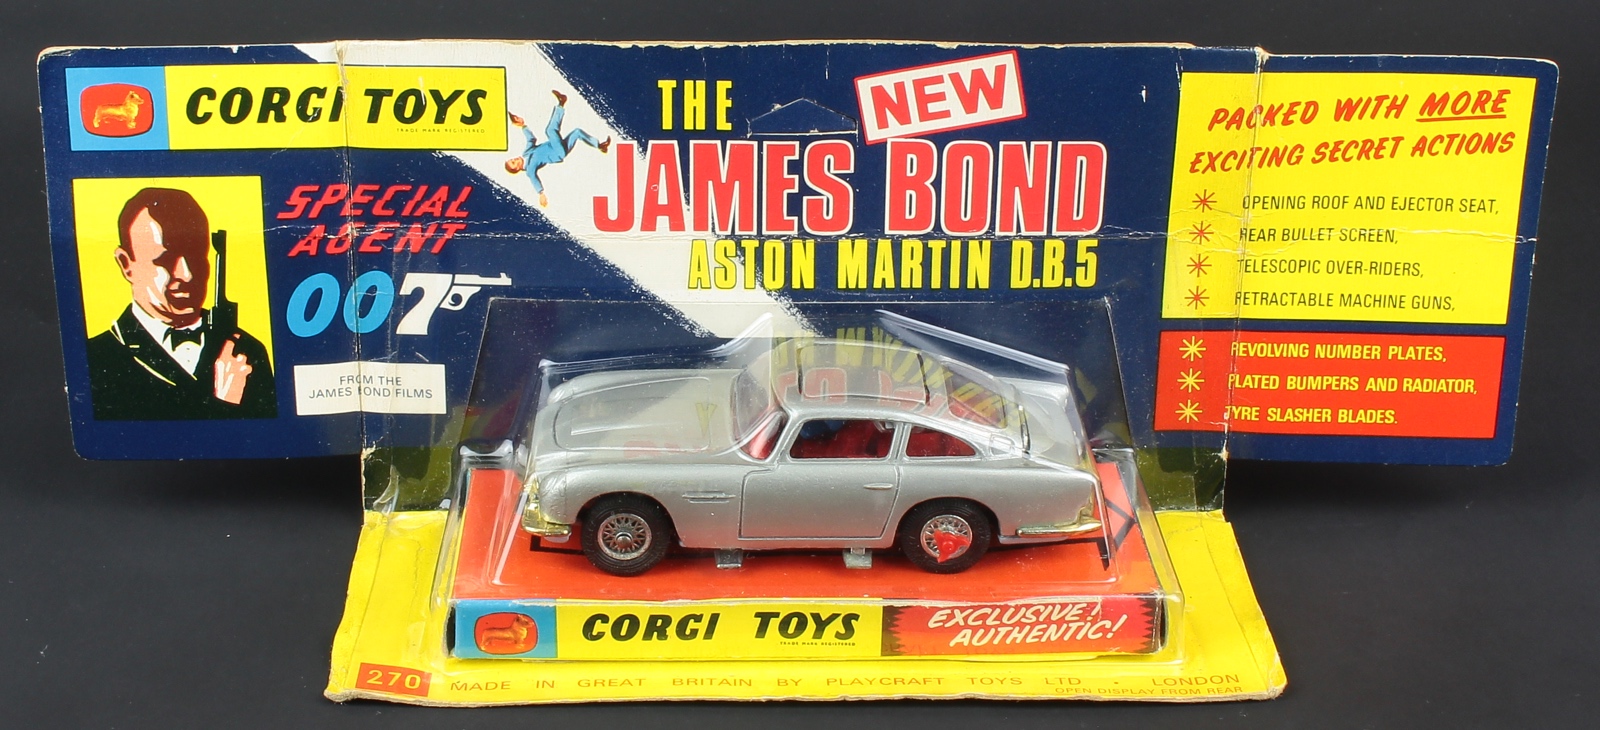 CORGI TOYS
TRADE MARK REGISTERED
SPECIAL
AGENT
007
FROM THE
JAMES BOND FILMS
THE
NEW
JAMES BOND
ASTON MARTIN D.B.5
PACKED WITH MORE
EXCITING SECRET ACTIONS
OPENING ROOF AND EJECTOR SEAT,
REAR BULLET SCREEN,
TELESCOPIC OVER-RIDERS,
RETRACTABLE MACHINE GUNS,
REVOLVING NUMBER PLATES,
PLATED BUMPERS AND RADIATOR,
TYRE SLASHER BLADES.
CORGI TOYS
TRADE MARK REGISTERED
EXCLUSIVE!
AUTHENTIC!
270 MADE IN GREAT BRITAIN BY PLAYCRAFT TOYS LTD . LONDON
OPEN DISPLAY FROM REAR